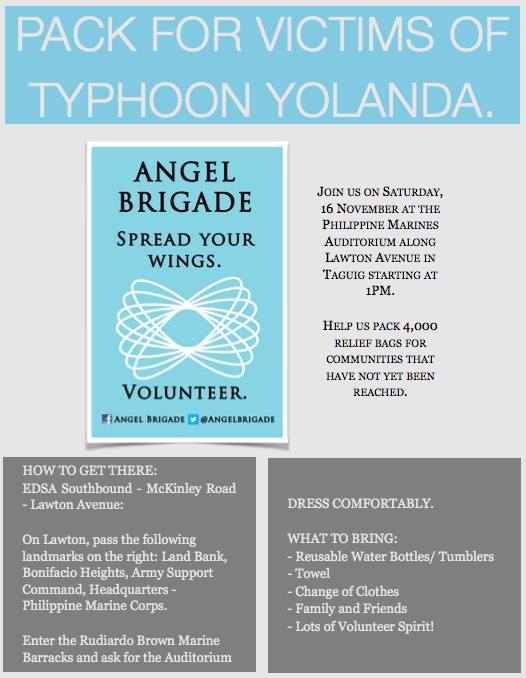 PACK FOR VICTIMS OF
TYPHOON YOLANDA.
ANGEL
BRIGADE
SPREAD YOUR
WINGS.
VOLUNTEER.
ANGEL BRIGADE @ANGELBRIGADE
JOIN US ON SATURDAY,
16 NOVEMBER AT THE
PHILIPPINE MARINES
AUDITORIUM ALONG
LAWTON AVENUE IN
TAGUIG STARTING AT
1PM.
HELP US PACK 4,000
RELIEF BAGS FOR
COMMUNITIES THAT
HAVE NOT YET BEEN
REACHED.
HOW TO GET THERE:
EDSA Southbound - McKinley Road
- Lawton Avenue:
On Lawton, pass the following
landmarks on the right: Land Bank,
Bonifacio Heights, Army Support
Command, Headquarters -
Philippine Marine Corps.
Enter the Rudiardo Brown Marine
Barracks and ask for the Auditorium
DRESS COMFORTABLY.
WHAT TO BRING:
- Reusable Water Bottles/ Tumblers
- Towel
- Change of Clothes
- Family and Friends
- Lots of Volunteer Spirit!